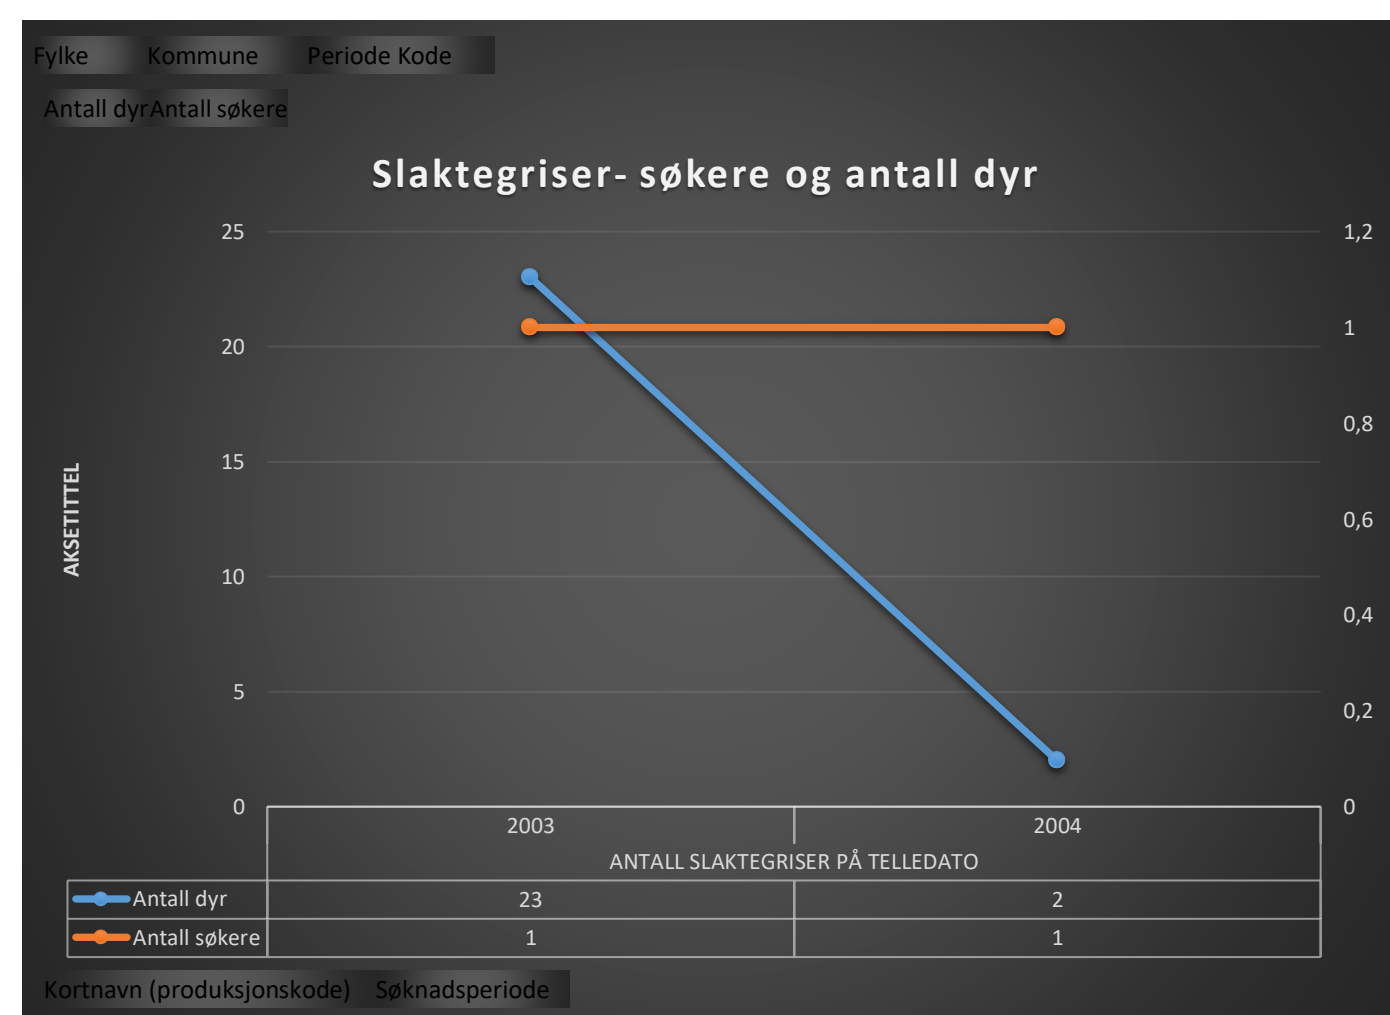 Fylke Kommune Periode Kode
Antall dyr Antall søkere
Slaktegriser- søkere og antall dyr
25 1,2
20 1
15 0,8
10 0,6
5 0,4
0 0,2
0
AKSETITTEL
2003 2004
ANTALL SLAKTEGRISER PÅ TELLEDATO
Antall dyr 23 2
Antall søkere 1 1
Kortnavn (produksjonskode) Søknadsperiode